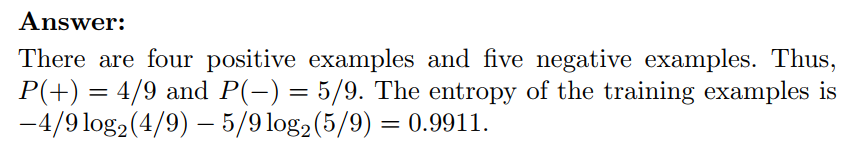 Answer:
There are four positive examples and five negative examples. Thus,
P(+) = 4/9 and P(−) = 5/9. The entropy of the training examples is
−4/9 log₂(4/9) − 5/9 log₂(5/9) = 0.9911.